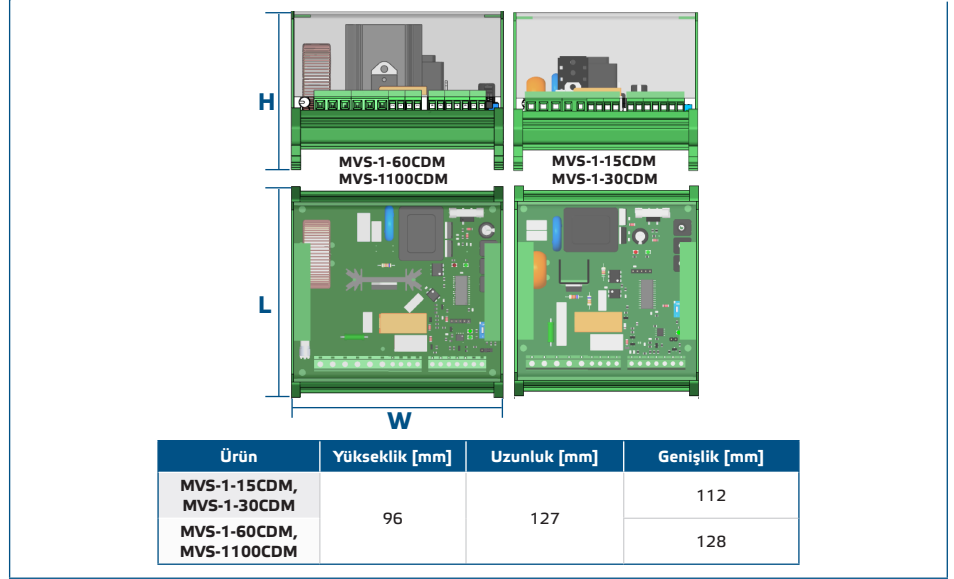 H
MVS-1-60CDM
MVS-1100CDM
MVS-1-15CDM
MVS-1-30CDM
L
W
Ürün Yükseklik [mm] Uzunluk [mm] Genişlik [mm]
MVS-1-15CDM,
MVS-1-30CDM
96 127 112
MVS-1-60CDM,
MVS-1100CDM
128